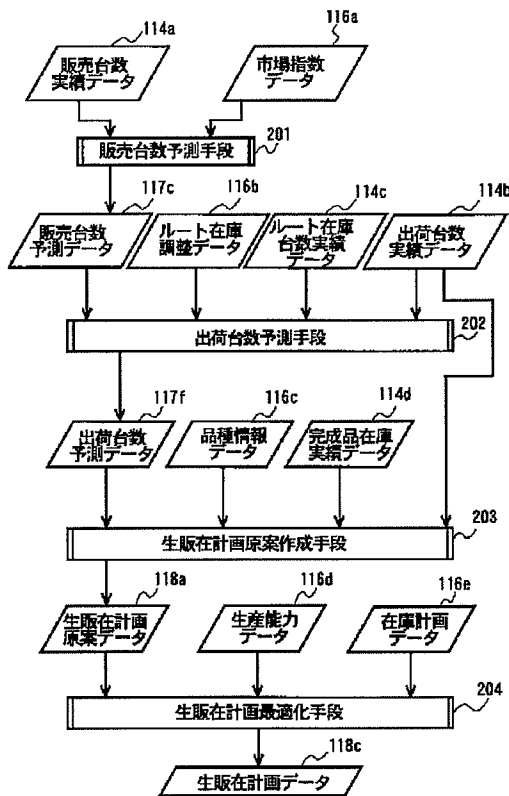 114a
116a
販売台数
実績データ
市場指数
データ
201
販売台数予測手段
117c
116b
114c
114b
販売台数
予測データ
ルート在庫
調整データ
ルート在庫
台数実績デ
ータ
出荷台数
実績データ
202
出荷台数予測手段
117f
116c
114d
出荷台数
予測データ
品種情報
データ
完成品在庫
実績データ
203
生販在計画原案作成手段
118a
116d
116e
生販在計画
原案データ
生産能力
データ
在庫計画
データ
204
生販在計画最適化手段
118c
生販在計画データ